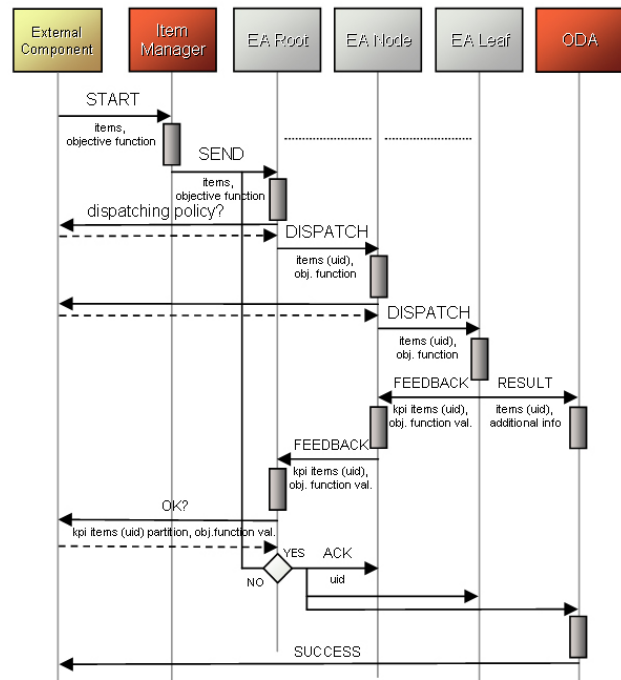 External
Component
Item
Manager
EA Root
EA Node
EA Leaf
ODA
START
items,
objective function
SEND
items,
objective function
dispatching policy?
DISPATCH
items (uid),
obj. function
DISPATCH
items (uid),
obj. function
FEEDBACK
RESULT
kpi items (uid),
obj. function val.
items (uid),
additional info
FEEDBACK
kpi items (uid),
obj. function val.
OK?
kpi items (uid) partition, obj.function val.
YES
ACK
NO
uid
SUCCESS